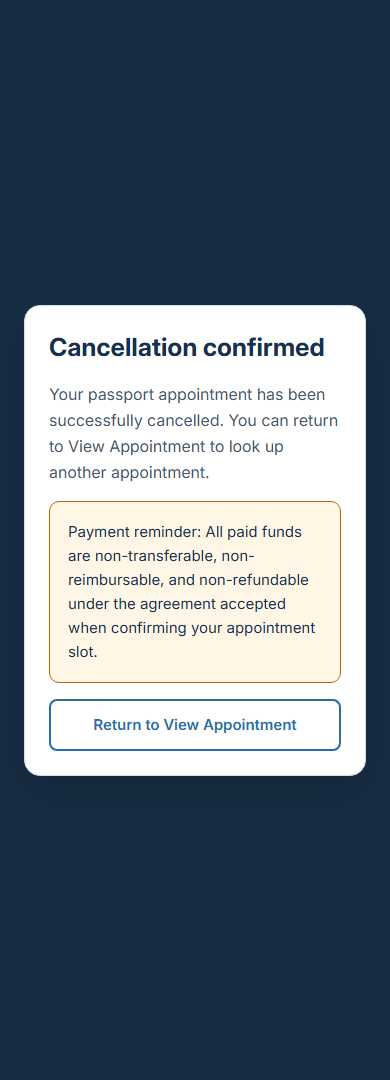 Cancellation confirmed
Your passport appointment has been
successfully cancelled. You can return
to View Appointment to look up
another appointment.
Payment reminder: All paid funds
are non-transferable, non-
reimbursable, and non-refundable
under the agreement accepted
when confirming your appointment
slot.
Return to View Appointment